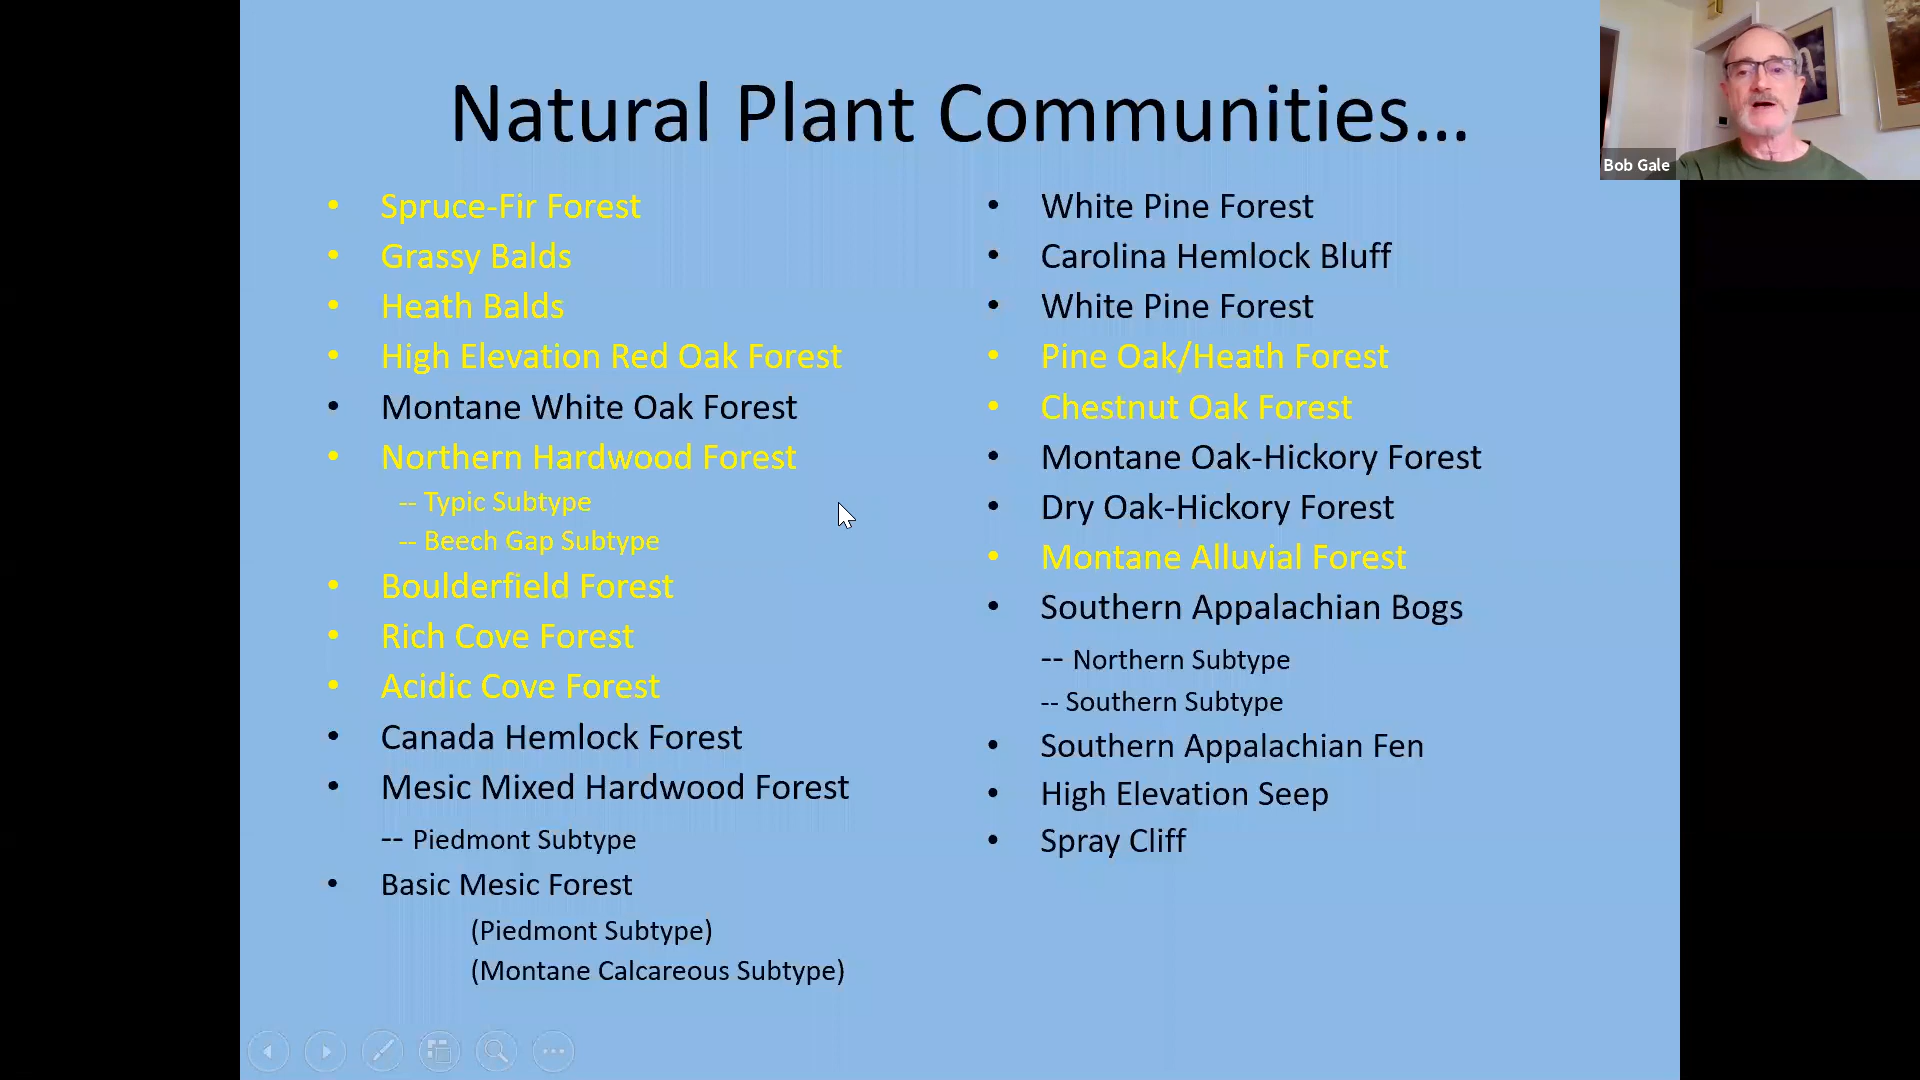 Natural Plant Communities...
• Spruce-Fir Forest
• Grassy Balds
• Heath Balds
• High Elevation Red Oak Forest
• Montane White Oak Forest
• Northern Hardwood Forest
-- Typic Subtype
-- Beech Gap Subtype
• Boulderfield Forest
• Rich Cove Forest
• Acidic Cove Forest
• Canada Hemlock Forest
• Mesic Mixed Hardwood Forest
-- Piedmont Subtype
• Basic Mesic Forest
(Piedmont Subtype)
(Montane Calcareous Subtype)
• White Pine Forest
• Carolina Hemlock Bluff
• White Pine Forest
• Pine Oak/Heath Forest
• Chestnut Oak Forest
• Montane Oak-Hickory Forest
• Dry Oak-Hickory Forest
• Montane Alluvial Forest
• Southern Appalachian Bogs
-- Northern Subtype
-- Southern Subtype
• Southern Appalachian Fen
• High Elevation Seep
• Spray Cliff
Bob Gale